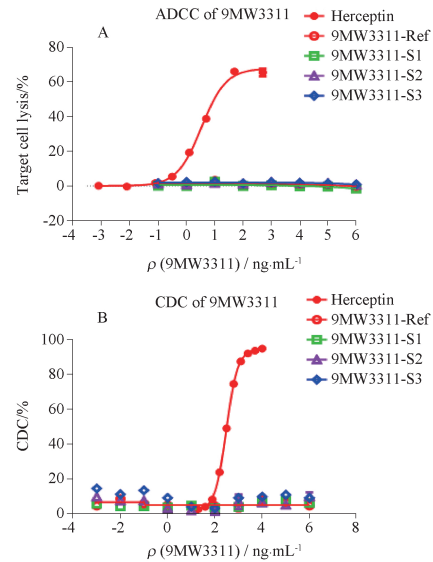 ADCC of 9MW3311
A
Herceptin
9MW3311-Ref
9MW3311-S1
9MW3311-S2
9MW3311-S3
Target cell lysis/%
80
60
40
20
0
-20
-4 -3 -2 -1 0 1 2 3 4 5 6
ρ (9MW3311) / ng·mL⁻¹
CDC of 9MW3311
B
Herceptin
9MW3311-Ref
9MW3311-S1
9MW3311-S2
9MW3311-S3
CDC/%
100
80
60
40
20
0
-4 -2 0 2 4 6 8
ρ (9MW3311) / ng·mL⁻¹